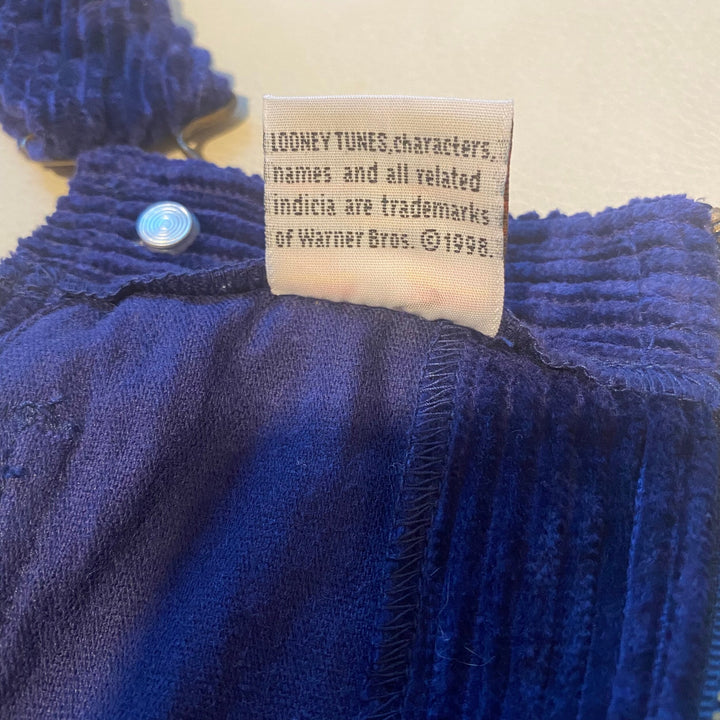 LOONEY TUNES, characters,
names and all related
indicia are trademarks
of Warner Bros. ©1998.